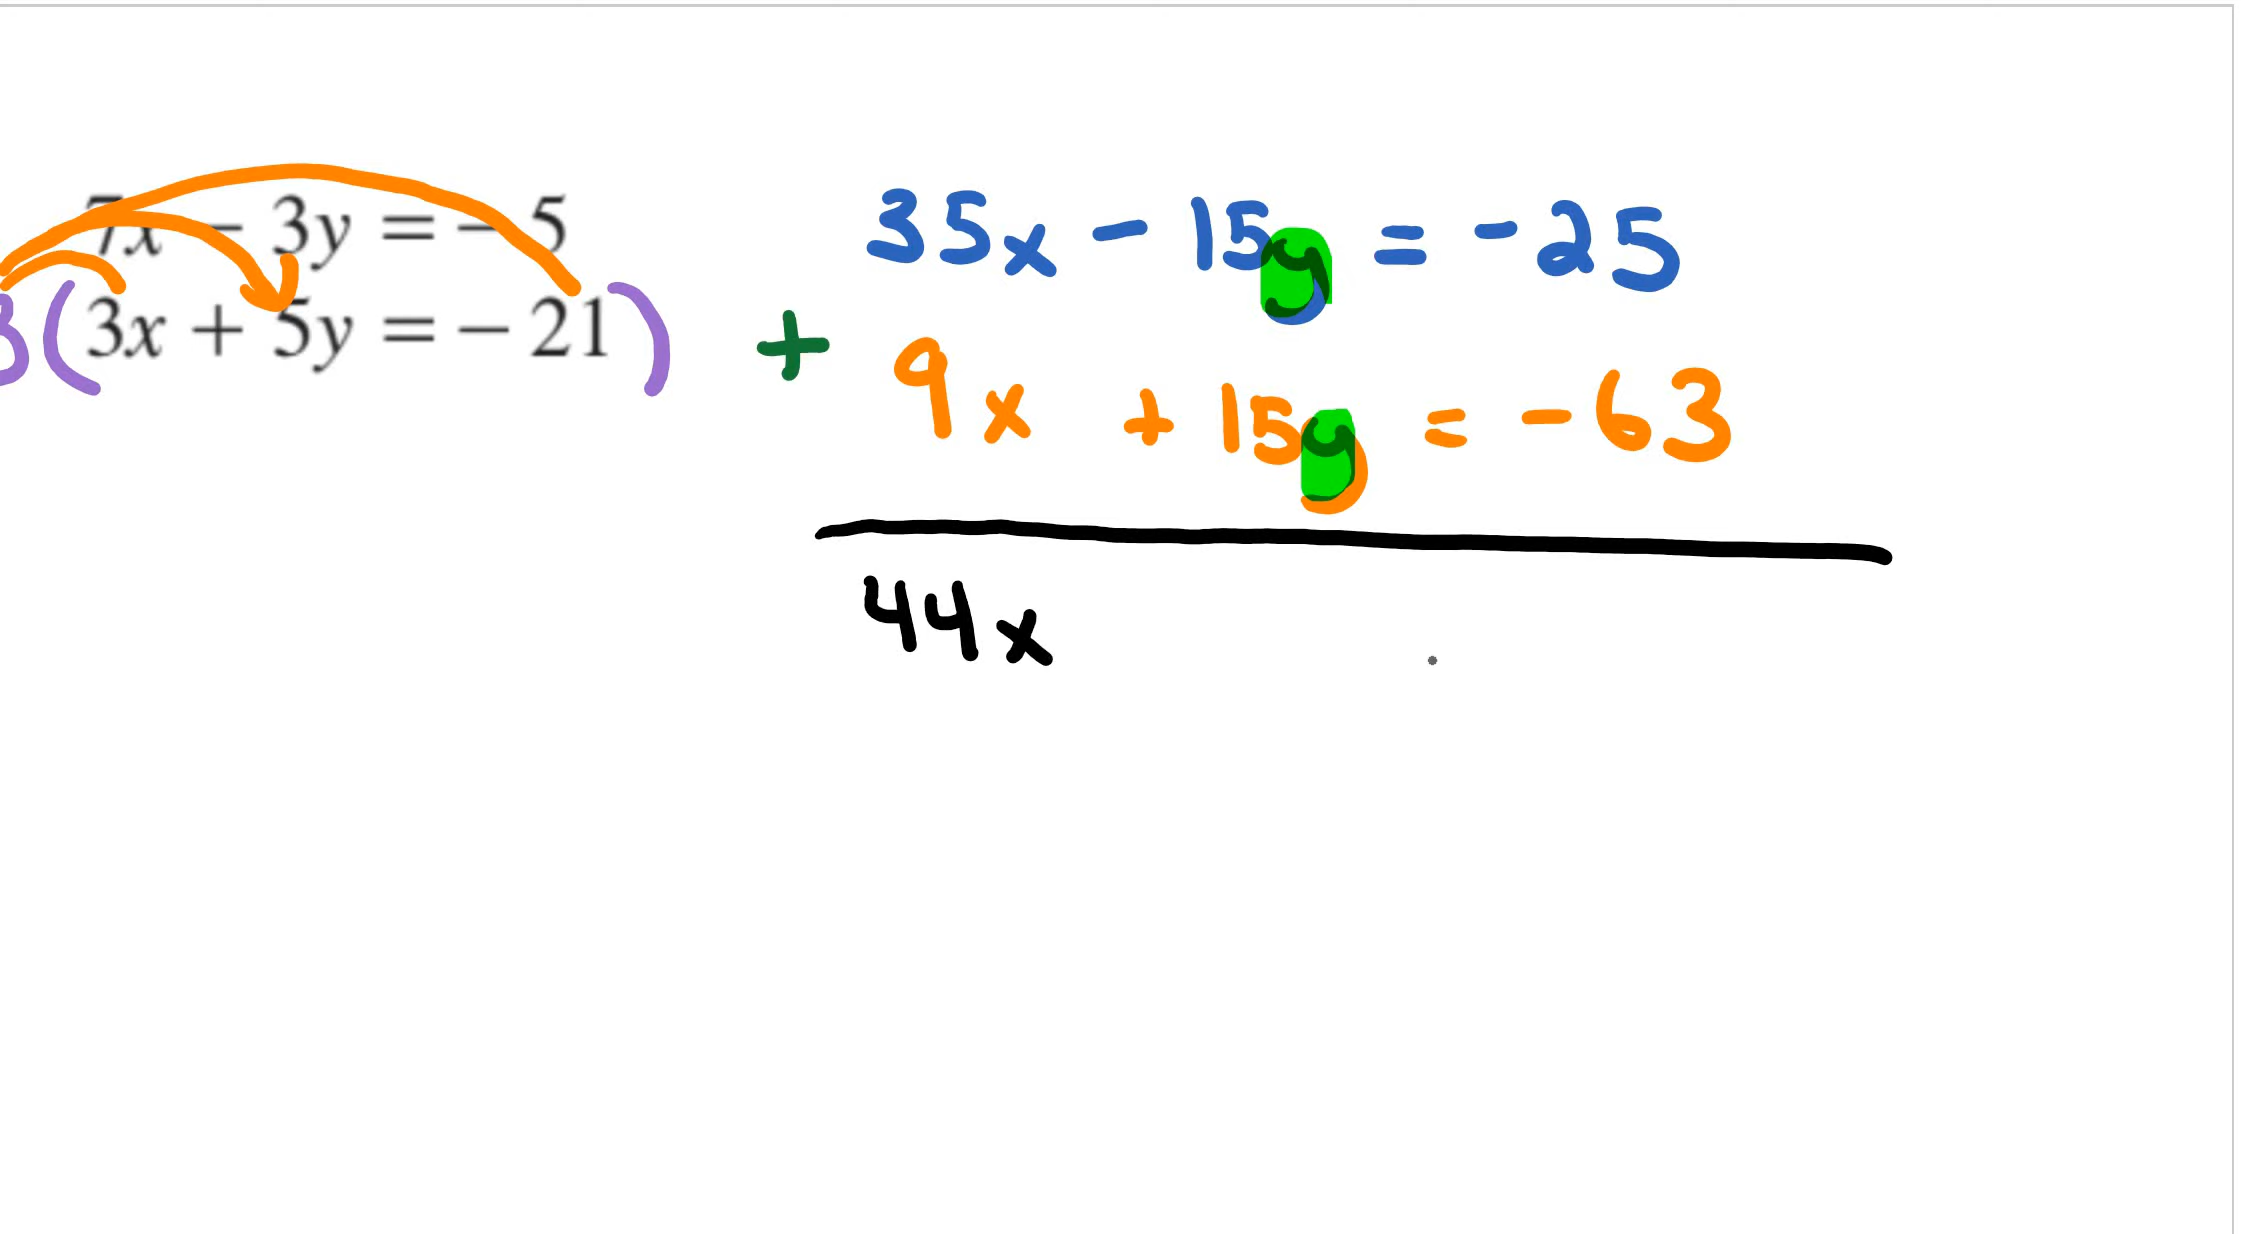 7x - 3y = - 5
3(3x + 5y = - 21)
35x - 15y = -25
+ 9x + 15y = -63
44x